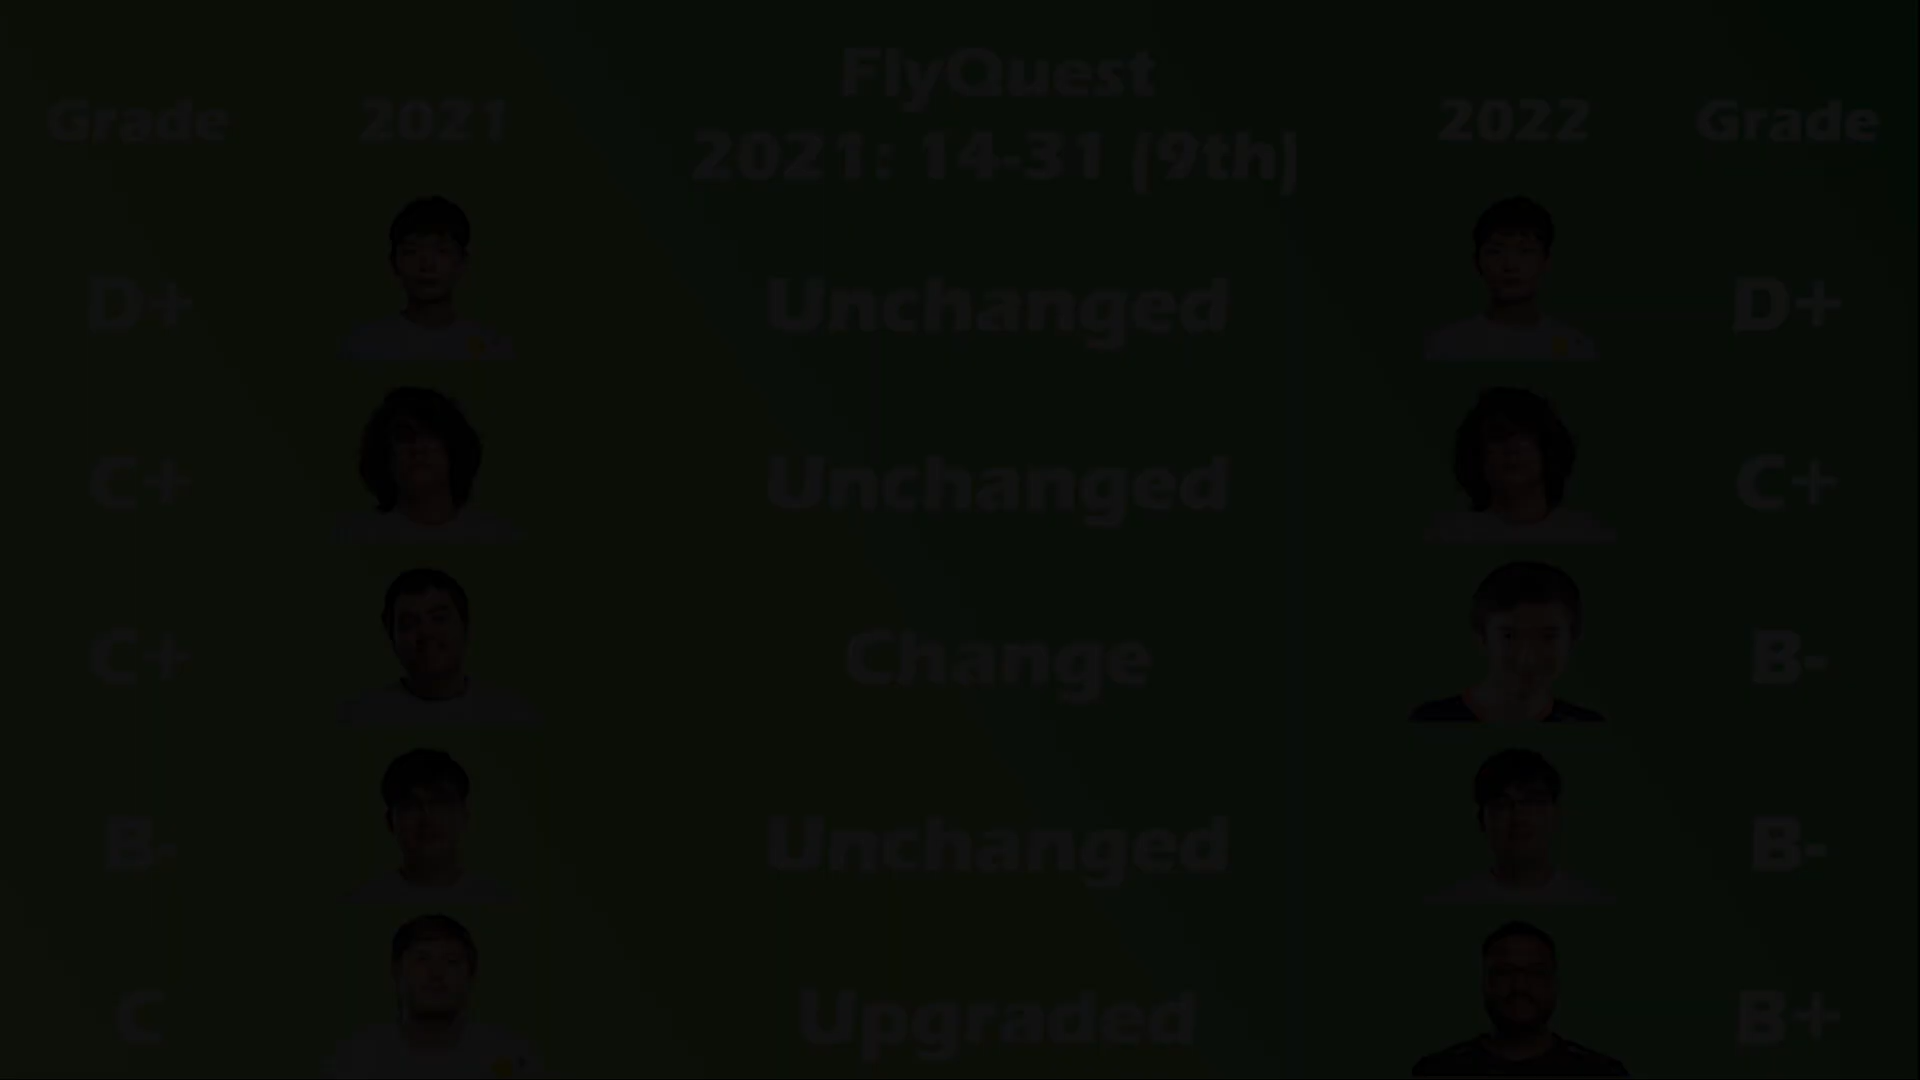 FlyQuest
Grade 2021 2022 Grade
2021: 14-31 (9th)
D+ Unchanged D+
C+ Unchanged C+
C+ Change B-
B- Unchanged B-
C Upgraded B+